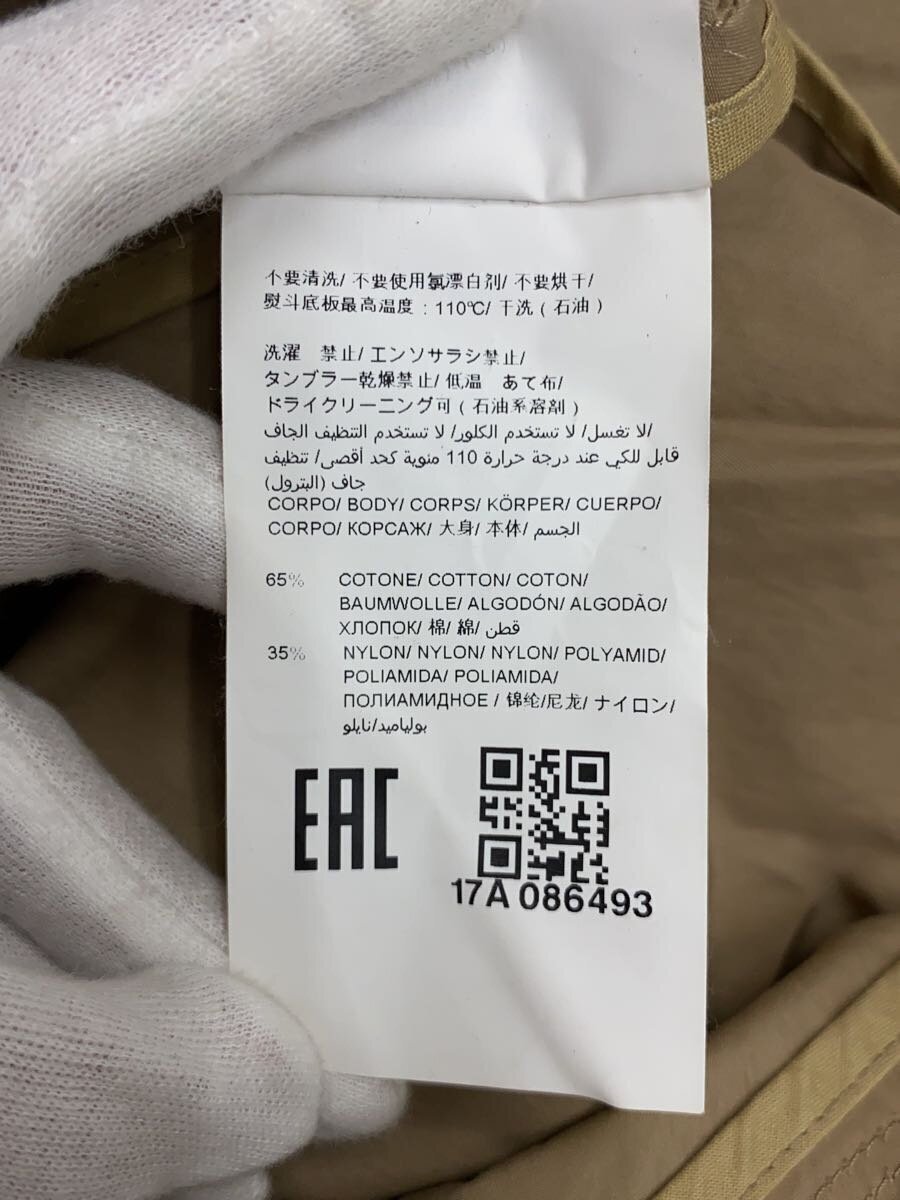 不要清洗/ 不要使用氯漂白剂/ 不要烘干/
熨斗底板最高温度 : 110℃/ 干洗 ( 石油 )
洗濯 禁止/ エンソサラシ禁止/
タンブラー乾燥禁止/ 低温 あて布/
ドライクリーニング可 ( 石油系溶剤 )
لا تغسل/ لا تستخدم الكلور/ لا تستخدم التنظيف الجاف/
قابل للكي عند درجة حرارة 110 مئوية كحد أقصى/ تنظيف
جاف (البترول)
CORPO/ BODY/ CORPS/ KÖRPER/ CUERPO/
CORPO/ КОРСАЖ/ 大身/ 本体/ الجسم
65% COTONE/ COTTON/ COTON/
BAUMWOLLE/ ALGODÓN/ ALGODÃO/
ХЛОПОК/ 棉/ 綿/ قطن
35% NYLON/ NYLON/ NYLON/ POLYAMID/
POLIAMIDA/ POLIAMIDA/
ПОЛИАМИДНОЕ / 锦纶/尼龙/ ナイロン/
بولياميد/نايلو
EAC
17A 086493